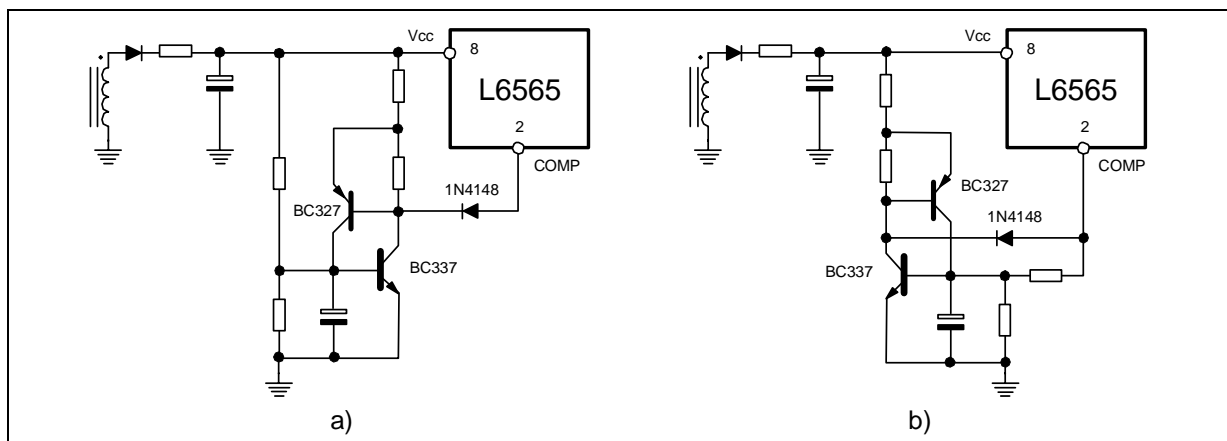 Vcc
8
L6565
2
COMP
1N4148
BC327
BC337
a)
Vcc
8
L6565
2
COMP
BC327
1N4148
BC337
b)